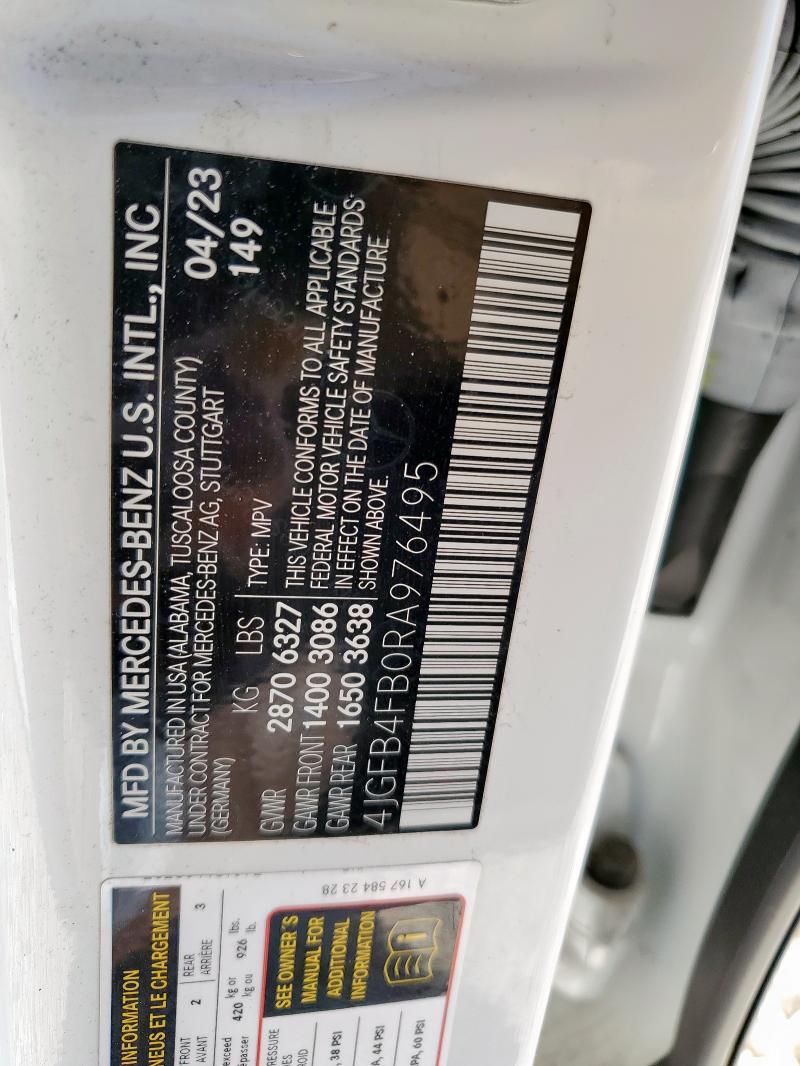 MFD BY MERCEDES-BENZ U.S. INTL., INC
MANUFACTURED IN USA (ALABAMA, TUSCALOOSA COUNTY) 04/23
UNDER CONTRACT FOR MERCEDES-BENZ AG, STUTTGART
(GERMANY) 149
KG LBS TYPE: MPV
GVWR 2870 6327 THIS VEHICLE CONFORMS TO ALL APPLICABLE
GAWR FRONT 1400 3086 FEDERAL MOTOR VEHICLE SAFETY STANDARDS
GAWR REAR 1650 3638 IN EFFECT ON THE DATE OF MANUFACTURE
SHOWN ABOVE.
4JGFB4FB0RA976495
INFORMATION
NEUS ET LE CHARGEMENT
FRONT
AVANT 2
REAR
ARRIÈRE 3
exceed
420 kg or 926 lbs.
kg ou lb.
SEE OWNER'S
MANUAL FOR
ADDITIONAL
INFORMATION
38 PSI
44 PSI
60 PSI
A 167 584 23 28